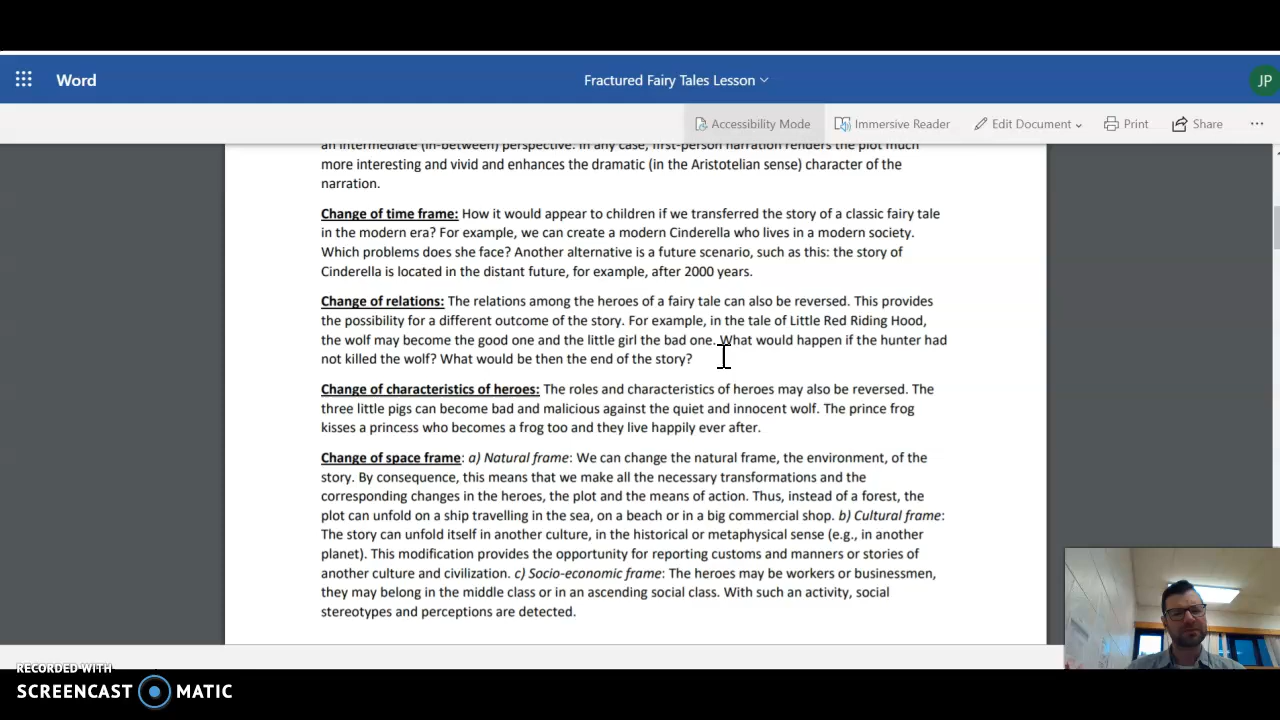 Word
Fractured Fairy Tales Lesson
JP
Accessibility Mode
Immersive Reader
Edit Document
Print
Share
an intermediate (in-between) perspective. In any case, first-person narration renders the plot much
more interesting and vivid and enhances the dramatic (in the Aristotelian sense) character of the
narration.
Change of time frame: How it would appear to children if we transferred the story of a classic fairy tale
in the modern era? For example, we can create a modern Cinderella who lives in a modern society.
Which problems does she face? Another alternative is a future scenario, such as this: the story of
Cinderella is located in the distant future, for example, after 2000 years.
Change of relations: The relations among the heroes of a fairy tale can also be reversed. This provides
the possibility for a different outcome of the story. For example, in the tale of Little Red Riding Hood,
the wolf may become the good one and the little girl the bad one. What would happen if the hunter had
not killed the wolf? What would be then the end of the story?
Change of characteristics of heroes: The roles and characteristics of heroes may also be reversed. The
three little pigs can become bad and malicious against the quiet and innocent wolf. The prince frog
kisses a princess who becomes a frog too and they live happily ever after.
Change of space frame: a) Natural frame: We can change the natural frame, the environment, of the
story. By consequence, this means that we make all the necessary transformations and the
corresponding changes in the heroes, the plot and the means of action. Thus, instead of a forest, the
plot can unfold on a ship travelling in the sea, on a beach or in a big commercial shop. b) Cultural frame:
The story can unfold itself in another culture, in the historical or metaphysical sense (e.g., in another
planet). This modification provides the opportunity for reporting customs and manners or stories of
another culture and civilization. c) Socio-economic frame: The heroes may be workers or businessmen,
they may belong in the middle class or in an ascending social class. With such an activity, social
stereotypes and perceptions are detected.
RECORDED WITH
SCREENCAST MATIC